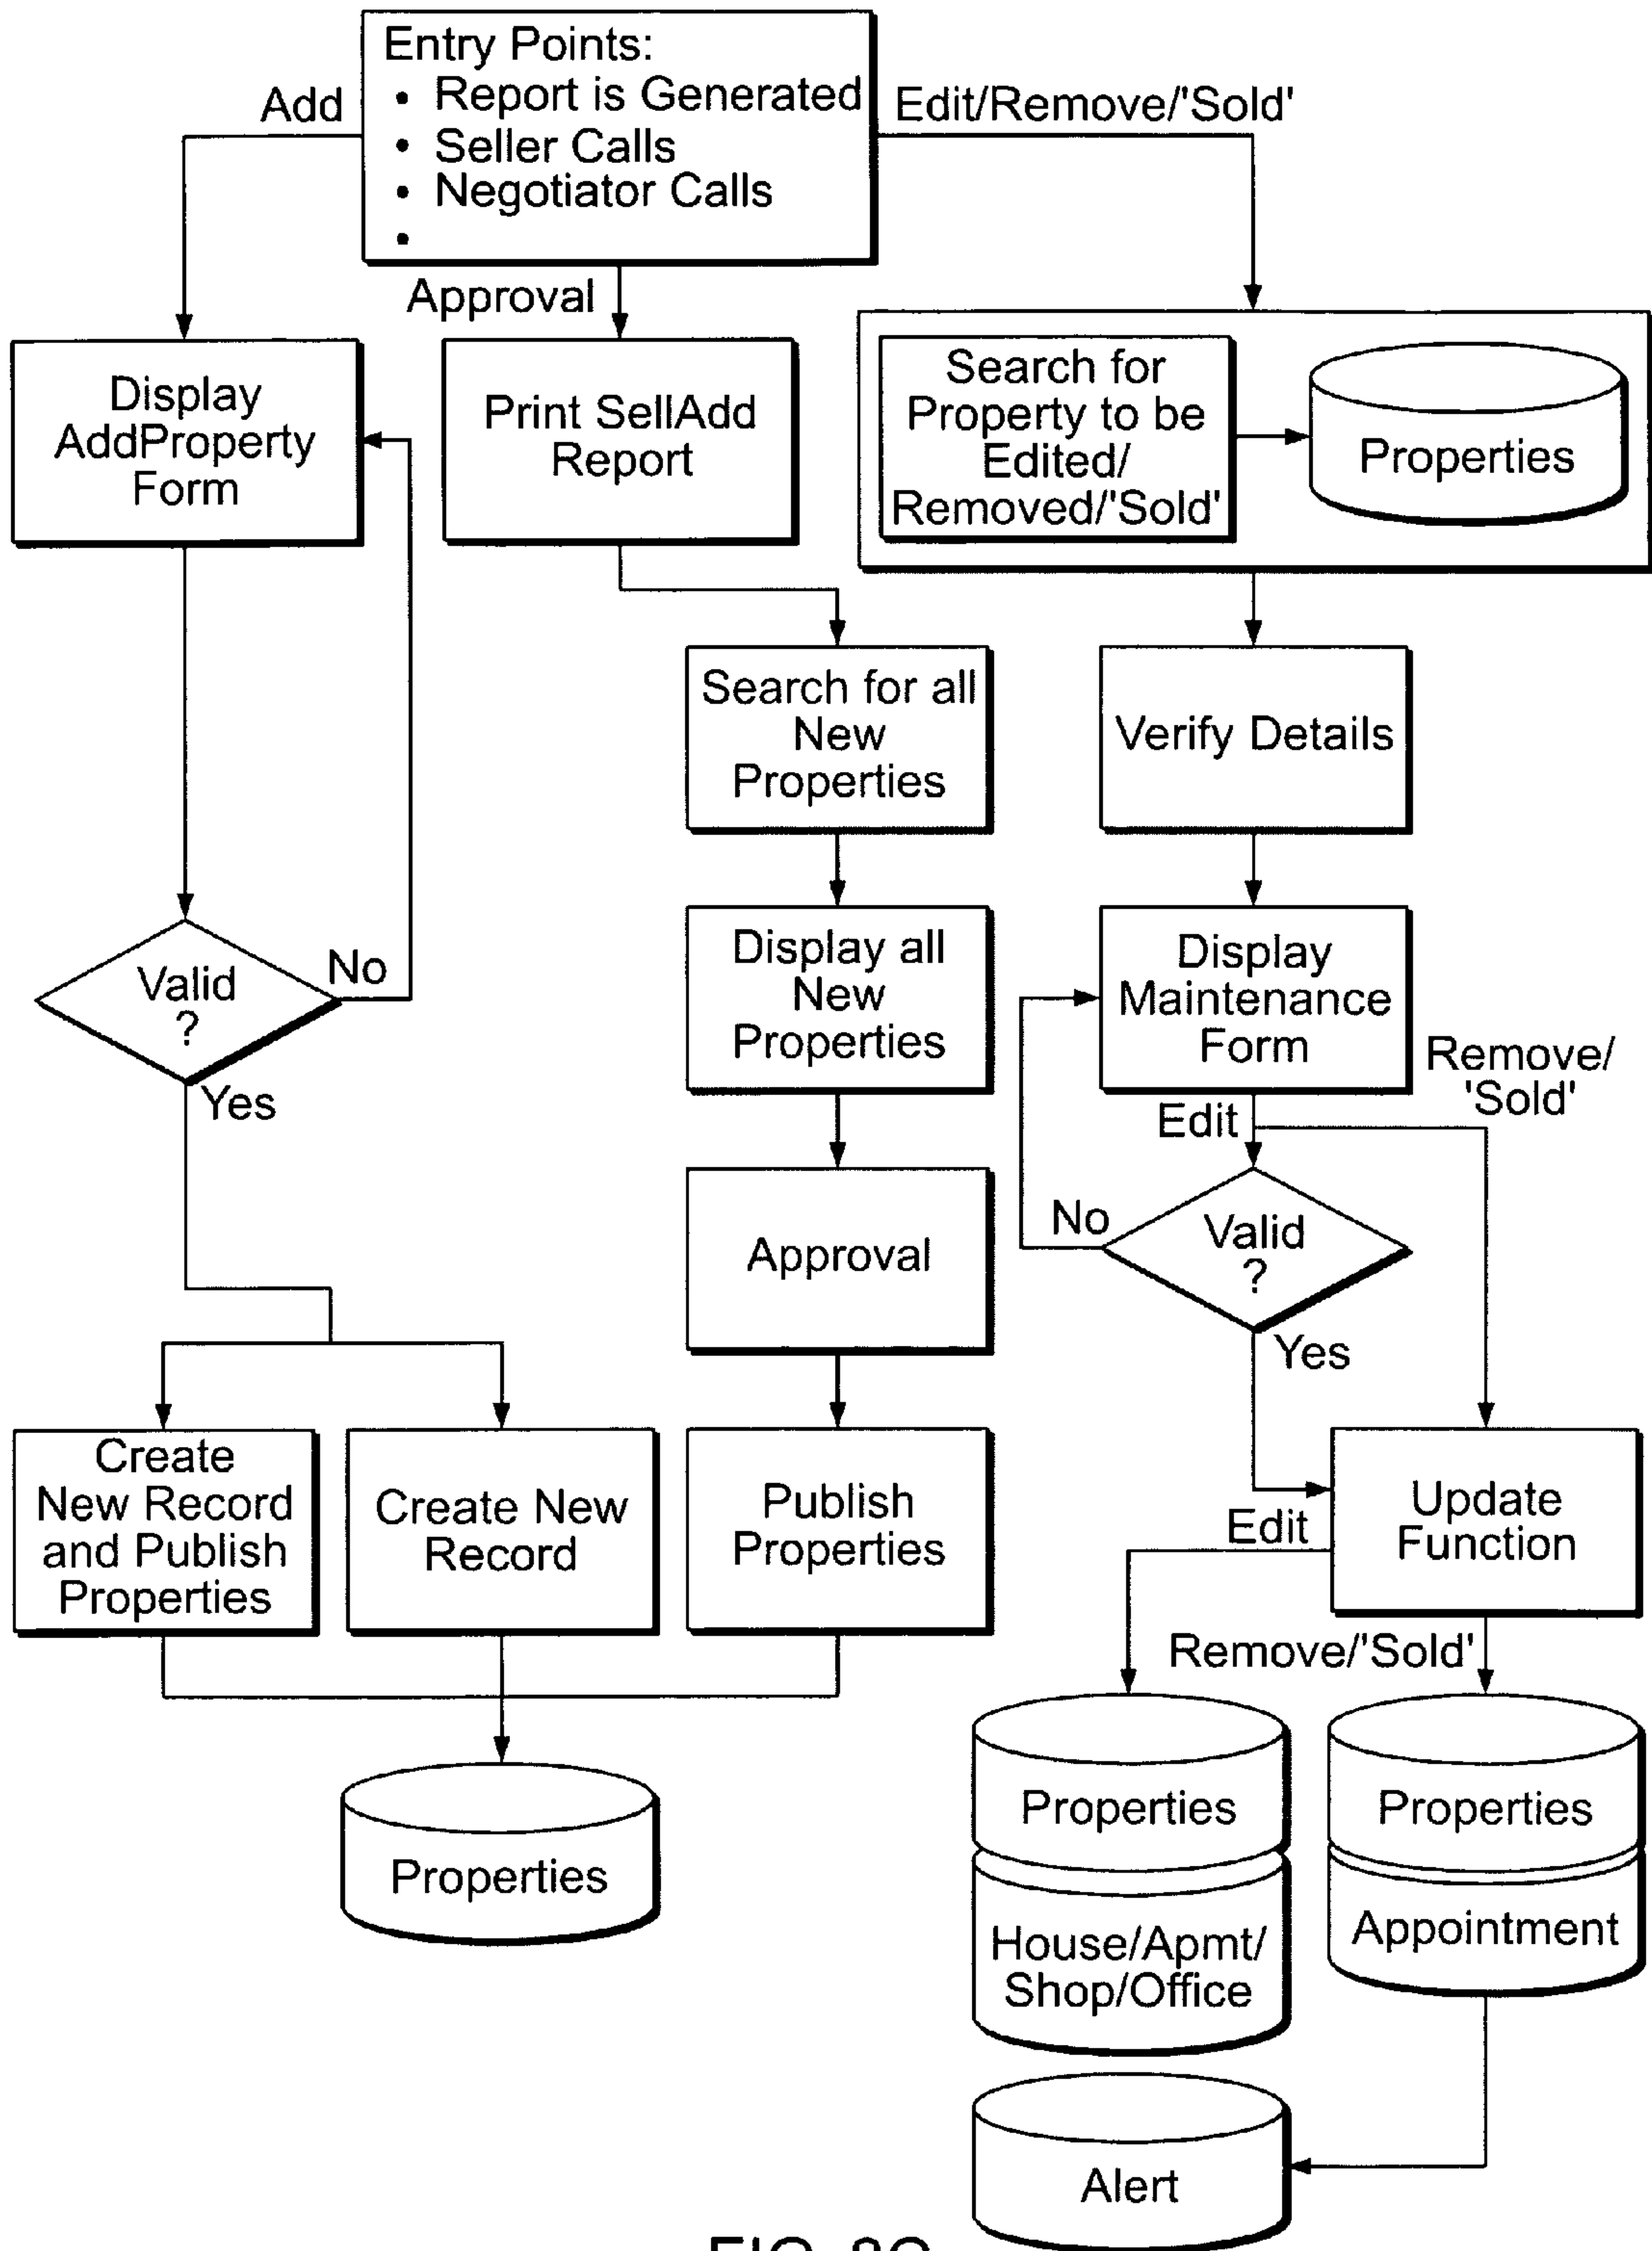 Entry Points:
• Report is Generated
• Seller Calls
• Negotiator Calls
•
Add
Edit/Remove/'Sold'
Approval
Display
AddProperty
Form
Print SellAdd
Report
Search for
Property to be
Edited/
Removed/'Sold'
Properties
Search for all
New
Properties
Verify Details
Valid
?
No
Yes
Display all
New
Properties
Display
Maintenance
Form
Remove/
'Sold'
Edit
Approval
No
Valid
?
Yes
Create
New Record
and Publish
Properties
Create New
Record
Publish
Properties
Update
Function
Edit
Remove/'Sold'
Properties
Properties
House/Apmt/
Shop/Office
Properties
Appointment
Alert